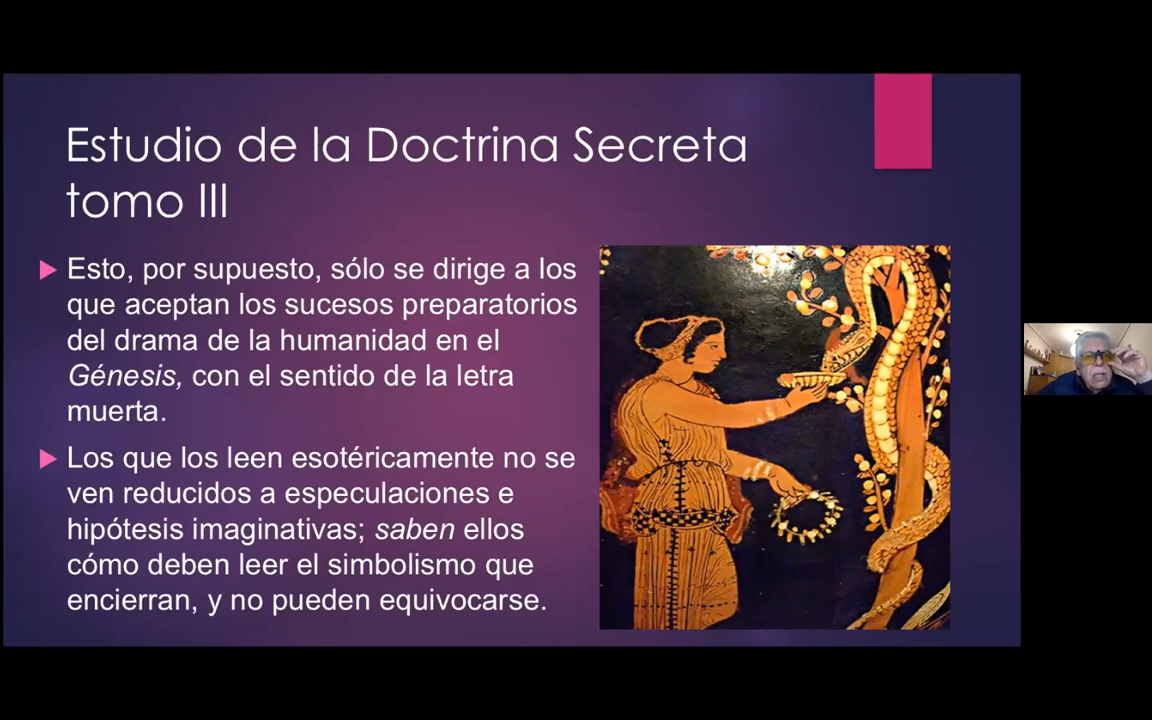 Estudio de la Doctrina Secreta
tomo III
Esto, por supuesto, sólo se dirige a los
que aceptan los sucesos preparatorios
del drama de la humanidad en el
Génesis, con el sentido de la letra
muerta.
Los que los leen esotéricamente no se
ven reducidos a especulaciones e
hipótesis imaginativas; saben ellos
cómo deben leer el simbolismo que
encierran, y no pueden equivocarse.